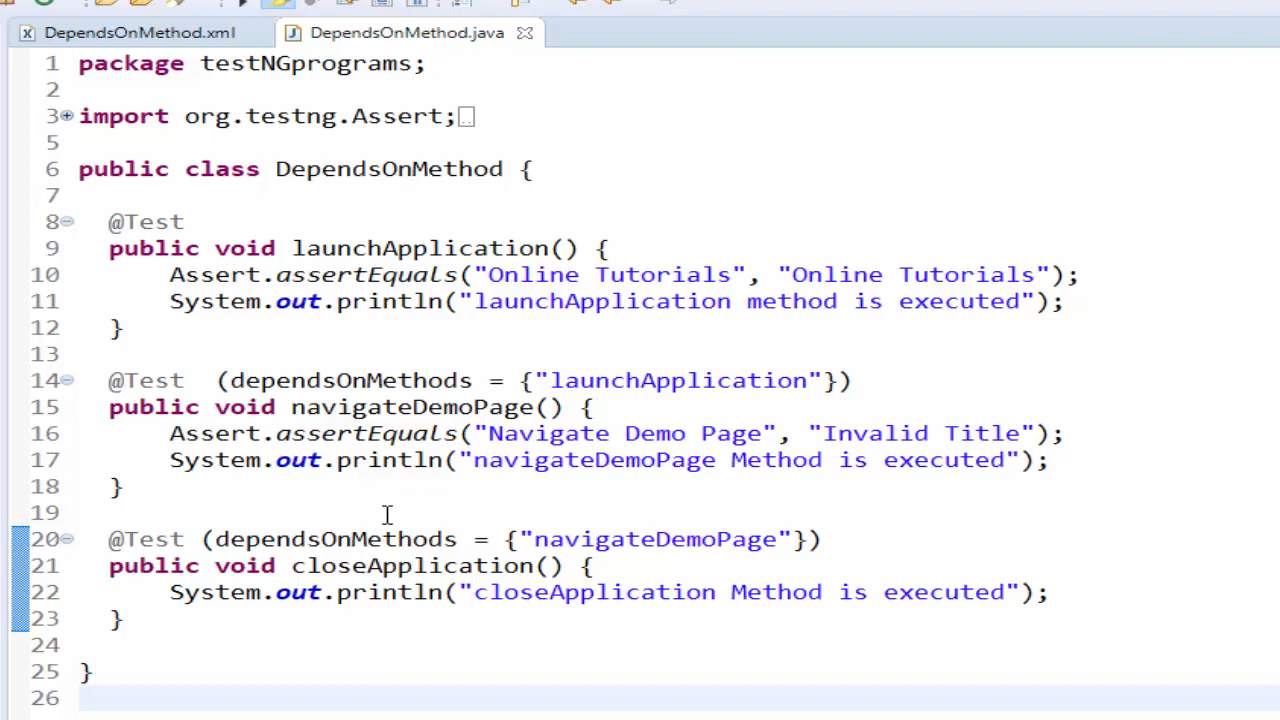 DependsOnMethod.xml DependsOnMethod.java
1 package testNGprograms;
2
3 import org.testng.Assert;
5
6 public class DependsOnMethod {
7
8 @Test
9 public void launchApplication() {
10 Assert.assertEquals("Online Tutorials", "Online Tutorials");
11 System.out.println("launchApplication method is executed");
12 }
13
14 @Test (dependsOnMethods = {"launchApplication"})
15 public void navigateDemoPage() {
16 Assert.assertEquals("Navigate Demo Page", "Invalid Title");
17 System.out.println("navigateDemoPage Method is executed");
18 }
19
20 @Test (dependsOnMethods = {"navigateDemoPage"})
21 public void closeApplication() {
22 System.out.println("closeApplication Method is executed");
23 }
24
25 }
26